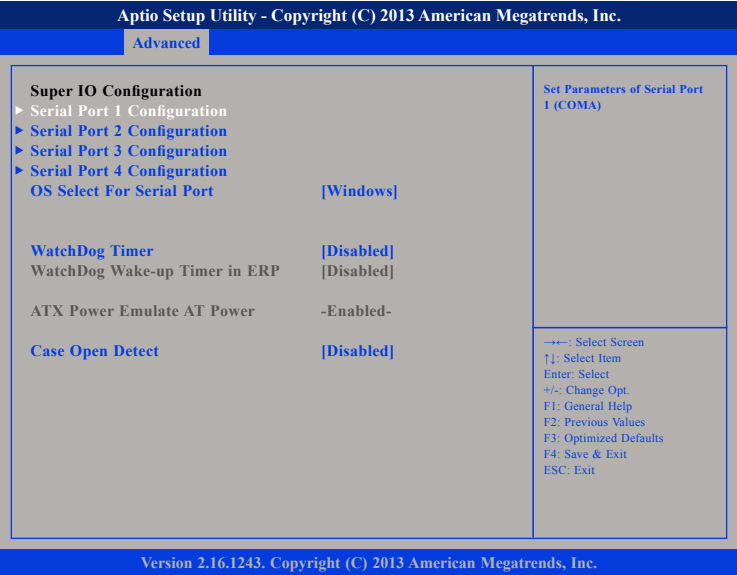 Aptio Setup Utility - Copyright (C) 2013 American Megatrends, Inc.
Advanced
Super IO Configuration
► Serial Port 1 Configuration
► Serial Port 2 Configuration
► Serial Port 3 Configuration
► Serial Port 4 Configuration
OS Select For Serial Port [Windows]
WatchDog Timer [Disabled]
WatchDog Wake-up Timer in ERP [Disabled]
ATX Power Emulate AT Power -Enabled-
Case Open Detect [Disabled]
Set Parameters of Serial Port
1 (COMA)
→←: Select Screen
↑↓: Select Item
Enter: Select
+/-: Change Opt.
F1: General Help
F2: Previous Values
F3: Optimized Defaults
F4: Save & Exit
ESC: Exit
Version 2.16.1243. Copyright (C) 2013 American Megatrends, Inc.